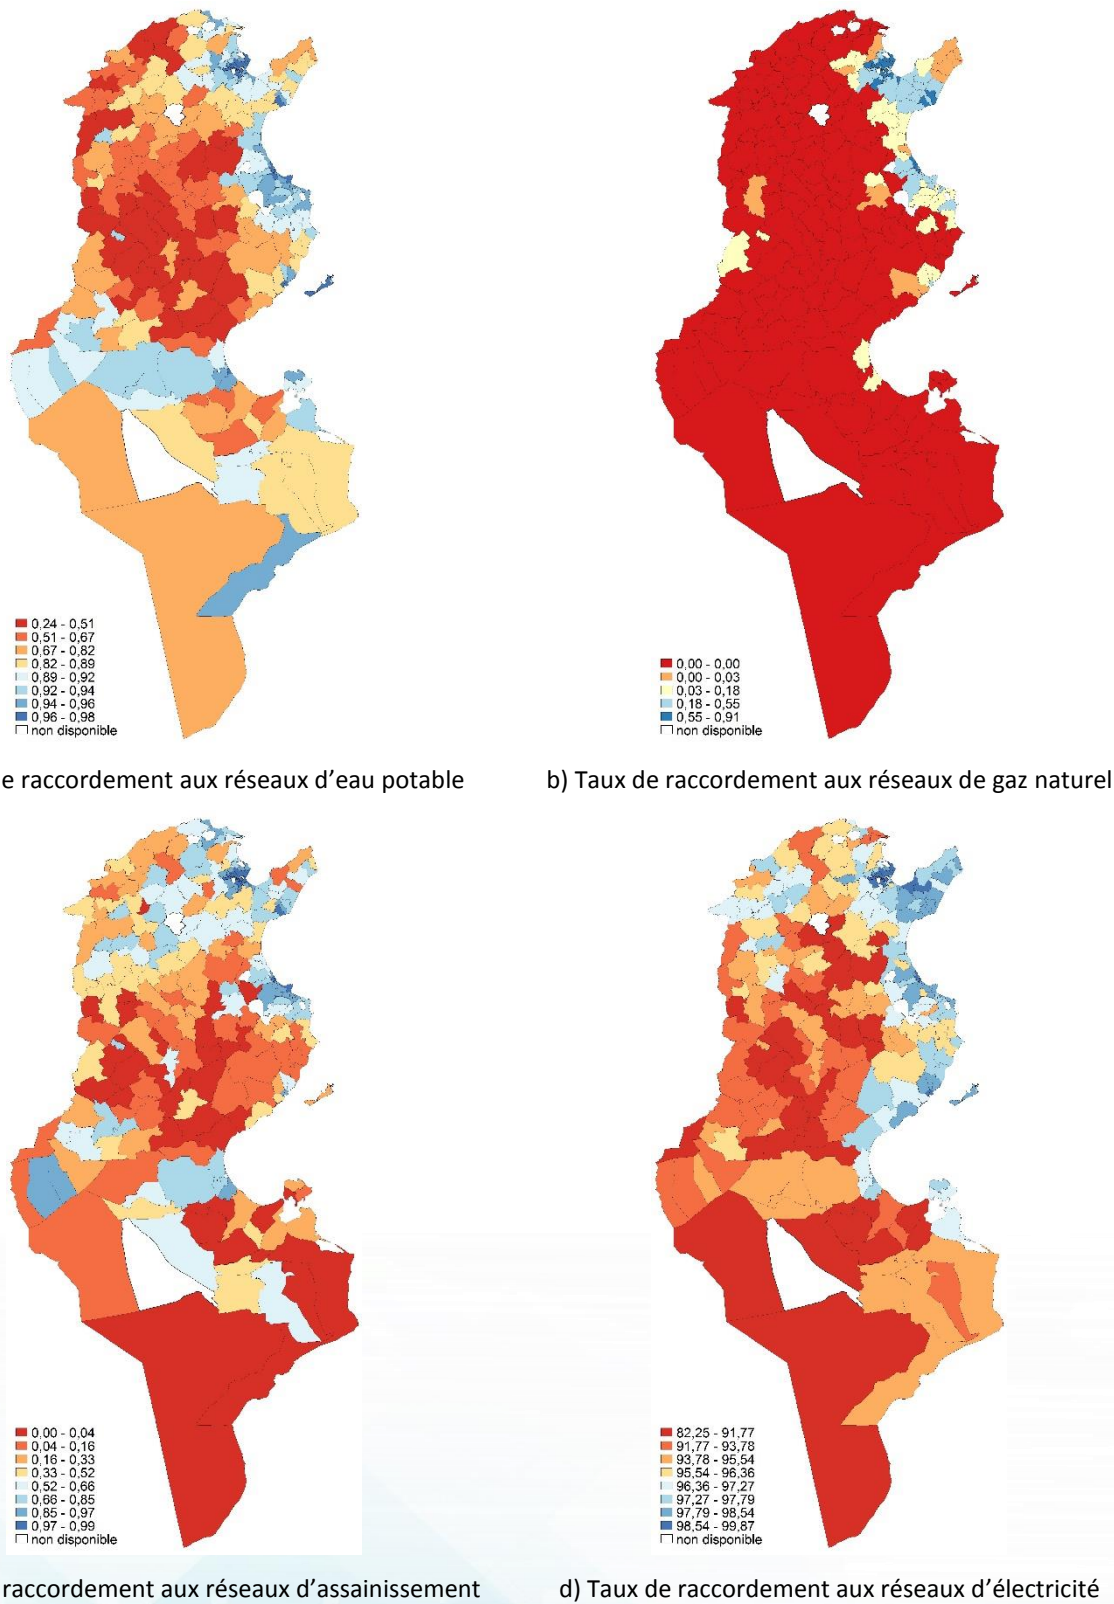 0,24 - 0,51
0,51 - 0,67
0,67 - 0,82
0,82 - 0,89
0,89 - 0,92
0,92 - 0,94
0,94 - 0,96
0,96 - 0,98
non disponible
0,00 - 0,00
0,00 - 0,03
0,03 - 0,18
0,18 - 0,55
0,55 - 0,91
non disponible
e raccordement aux réseaux d’eau potable
b) Taux de raccordement aux réseaux de gaz naturel
0,00 - 0,04
0,04 - 0,16
0,16 - 0,33
0,33 - 0,52
0,52 - 0,66
0,66 - 0,85
0,85 - 0,97
0,97 - 0,99
non disponible
82,25 - 91,77
91,77 - 93,78
93,78 - 95,54
95,54 - 96,36
96,36 - 97,27
97,27 - 97,79
97,79 - 98,54
98,54 - 99,87
non disponible
raccordement aux réseaux d’assainissement
d) Taux de raccordement aux réseaux d’électricité